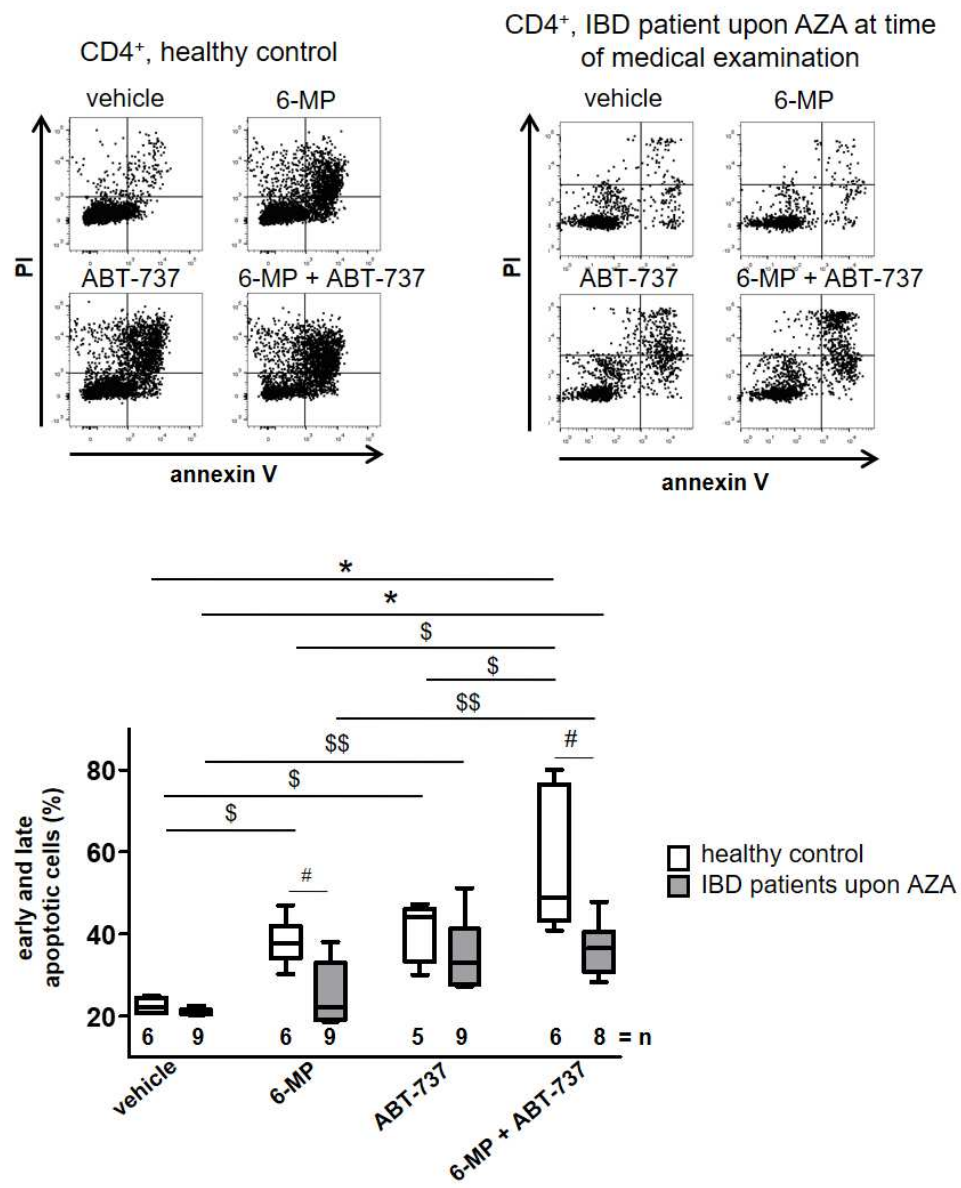 CD4⁺, healthy control
vehicle
6-MP
ABT-737
6-MP + ABT-737
PI
annexin V
CD4⁺, IBD patient upon AZA at time
of medical examination
vehicle
6-MP
ABT-737
6-MP + ABT-737
PI
annexin V
*
*
$
$
$$
#
$$
$
$
#
early and late
apoptotic cells (%)
80
60
40
20
healthy control
IBD patients upon AZA
6 9 6 9 5 9 6 8 = n
vehicle
6-MP
ABT-737
6-MP + ABT-737